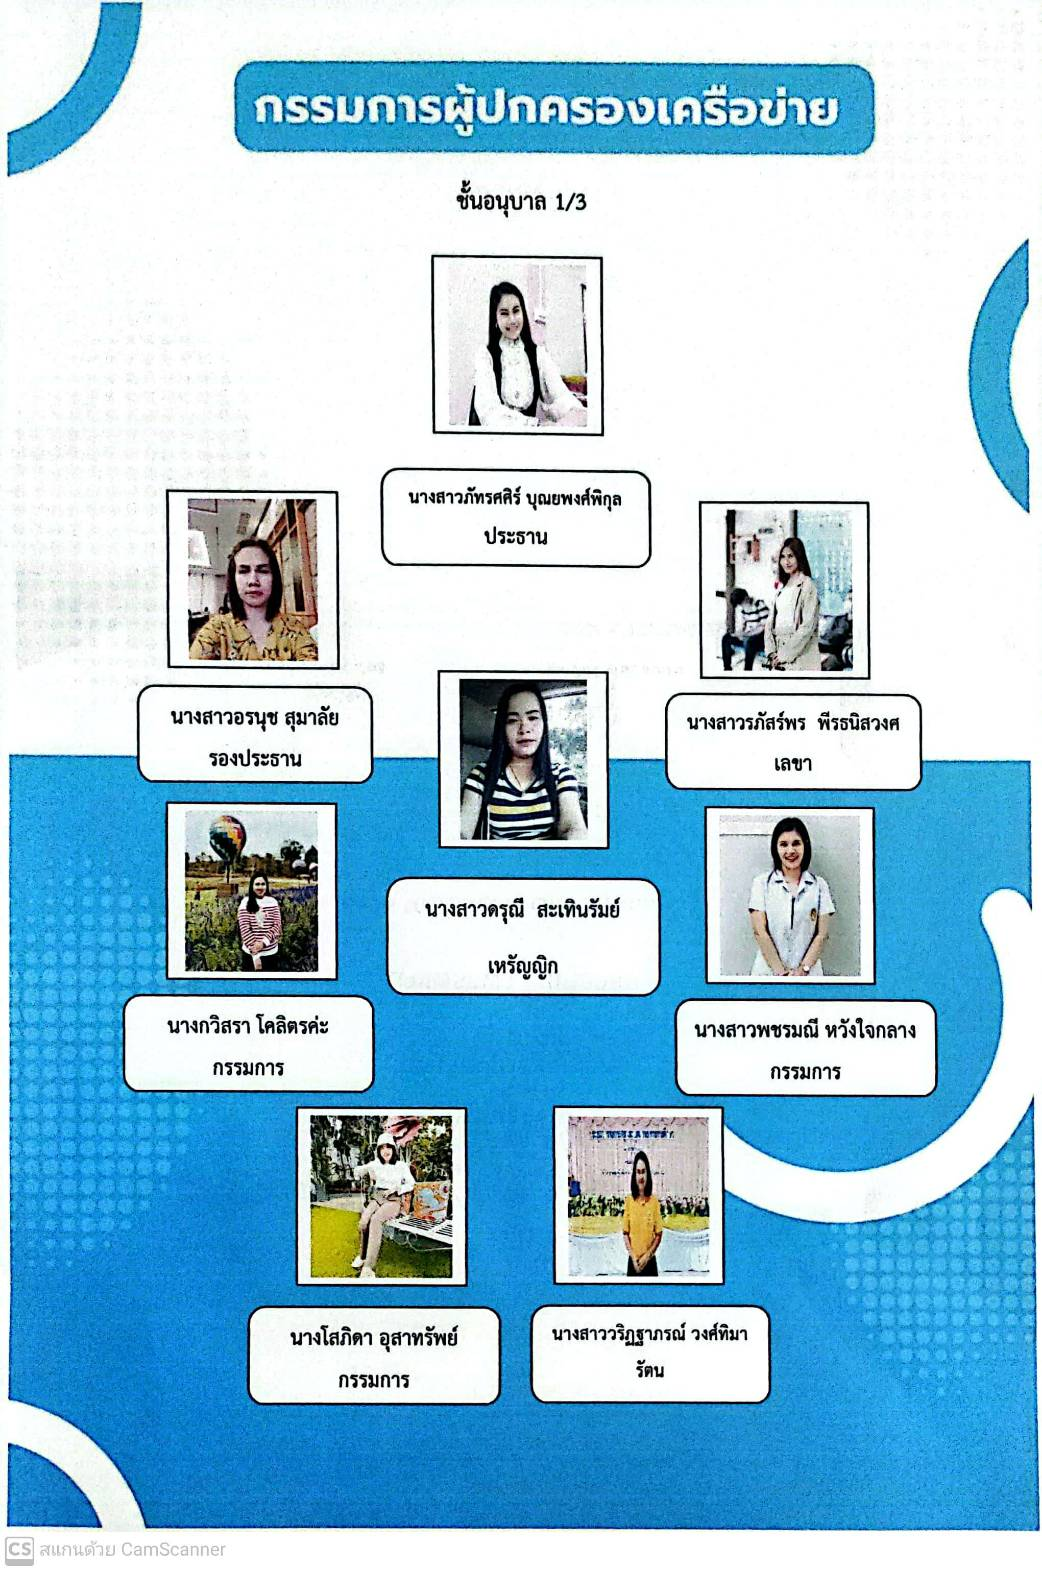 กรรมการผู้ปกครองเครือข่าย
ชั้นอนุบาล 1/3
นางสาวภัทรศศิร์ บุณยพงศ์พิกุล
ประธาน
นางสาวอรนุช สุมาลัย
รองประธาน
นางสาวรภัสร์พร พีรธนิสวงศ
เลขา
นางสาวดรุณี สะเทินรัมย์
เหรัญญิก
นางกวิสรา โคลิตรค่ะ
กรรมการ
นางสาวพชรมณี หวังใจกลาง
กรรมการ
นางโสภิดา อุสาทรัพย์
กรรมการ
นางสาววริฏฐาภรณ์ วงศ์ทิมา
รัตน
CS สแกนด้วย CamScanner